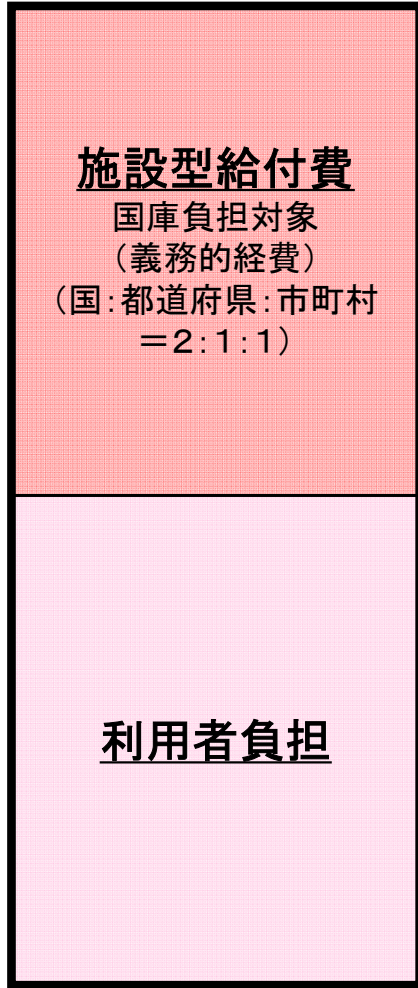 施設型給付費
国庫負担対象
（義務的経費）
（国：都道府県：市町村
＝２：１：１）
利用者負担